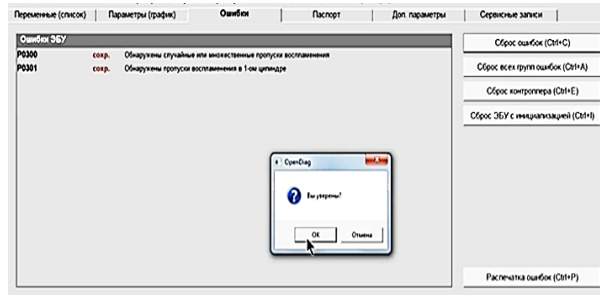 Переменные (список) Параметры (график) Ошибки Паспорт Доп. параметры Сервисные записи
Ошибки ЭБУ
P0300 сохр. Обнаружены случайные или множественные пропуски воспламенения
P0301 сохр. Обнаружены пропуски воспламенения в 1-ом цилиндре
Сброс ошибок (Ctrl+C)
Сброс всех групп ошибок (Ctrl+A)
Сброс контроллера (Ctrl+E)
Сброс ЭБУ с инициализацией (Ctrl+I)
OpenDiag
Вы уверены?
OK Отмена
Распечатка ошибок (Ctrl+P)